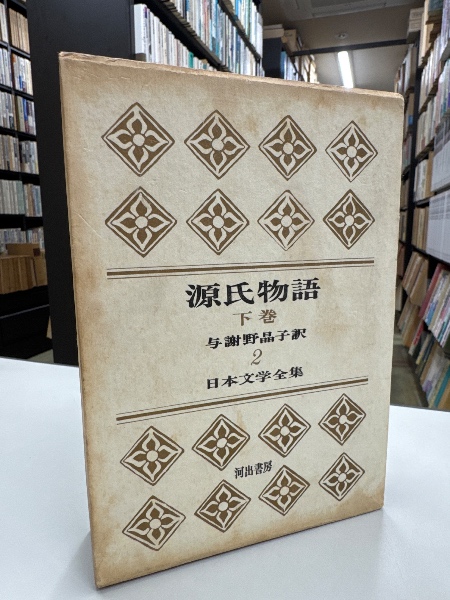 源氏物語
下巻
与謝野晶子訳
2
日本文学全集
河出書房